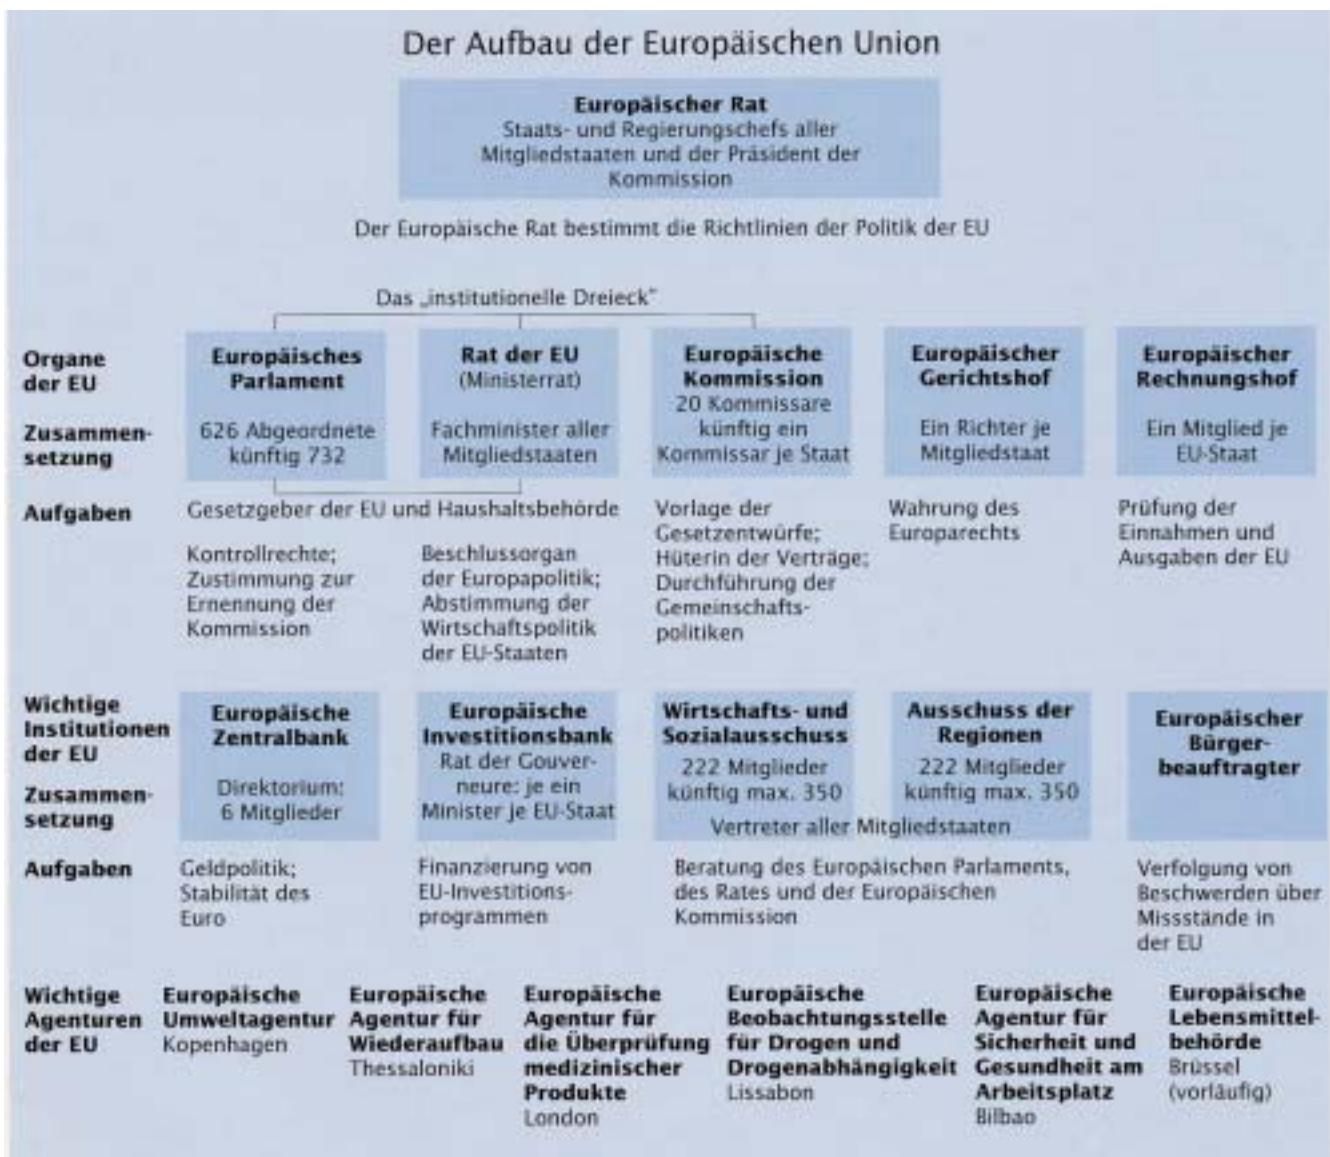 Der Aufbau der Europäischen Union
Europäischer Rat
Staats- und Regierungschefs aller
Mitgliedstaaten und der Präsident der
Kommission
Der Europäische Rat bestimmt die Richtlinien der Politik der EU
Das „institutionelle Dreieck"
Organe
der EU
Europäisches
Parlament
Rat der EU
(Ministerrat)
Europäische
Kommission
Europäischer
Gerichtshof
Europäischer
Rechnungshof
Zusammen-
setzung
626 Abgeordnete
künftig 732
Fachminister aller
Mitgliedstaaten
20 Kommissare
künftig ein
Kommissar je Staat
Ein Richter je
Mitgliedstaat
Ein Mitglied je
EU-Staat
Aufgaben
Gesetzgeber der EU und Haushaltsbehörde
Kontrollrechte;
Zustimmung zur
Ernennung der
Kommission
Beschlussorgan
der Europapolitik;
Abstimmung der
Wirtschaftspolitik
der EU-Staaten
Vorlage der
Gesetzentwürfe;
Hüterin der Verträge;
Durchführung der
Gemeinschafts-
politiken
Wahrung des
Europarechts
Prüfung der
Einnahmen und
Ausgaben der EU
Wichtige
Institutionen
der EU
Europäische
Zentralbank
Europäische
Investitionsbank
Wirtschafts- und
Sozialausschuss
Ausschuss der
Regionen
Europäischer
Bürger-
beauftragter
Zusammen-
setzung
Direktorium:
6 Mitglieder
Rat der Gouver-
neure: je ein
Minister je EU-Staat
222 Mitglieder
künftig max. 350
222 Mitglieder
künftig max. 350
Vertreter aller Mitgliedstaaten
Aufgaben
Geldpolitik;
Stabilität des
Euro
Finanzierung von
EU-Investitions-
programmen
Beratung des Europäischen Parlaments,
des Rates und der Europäischen
Kommission
Verfolgung von
Beschwerden über
Missstände in
der EU
Wichtige
Agenturen
der EU
Europäische
Umweltagentur
Kopenhagen
Europäische
Agentur für
Wiederaufbau
Thessaloniki
Europäische
Agentur für
die Überprüfung
medizinischer
Produkte
London
Europäische
Beobachtungsstelle
für Drogen und
Drogenabhängigkeit
Lissabon
Europäische
Agentur für
Sicherheit und
Gesundheit am
Arbeitsplatz
Bilbao
Europäische
Lebensmittel-
behörde
Brüssel
(vorläufig)